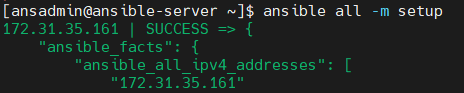 [ansadmin@ansible-server ~]$ ansible all -m setup
172.31.35.161 | SUCCESS => {
    "ansible_facts": {
        "ansible_all_ipv4_addresses": [
            "172.31.35.161"